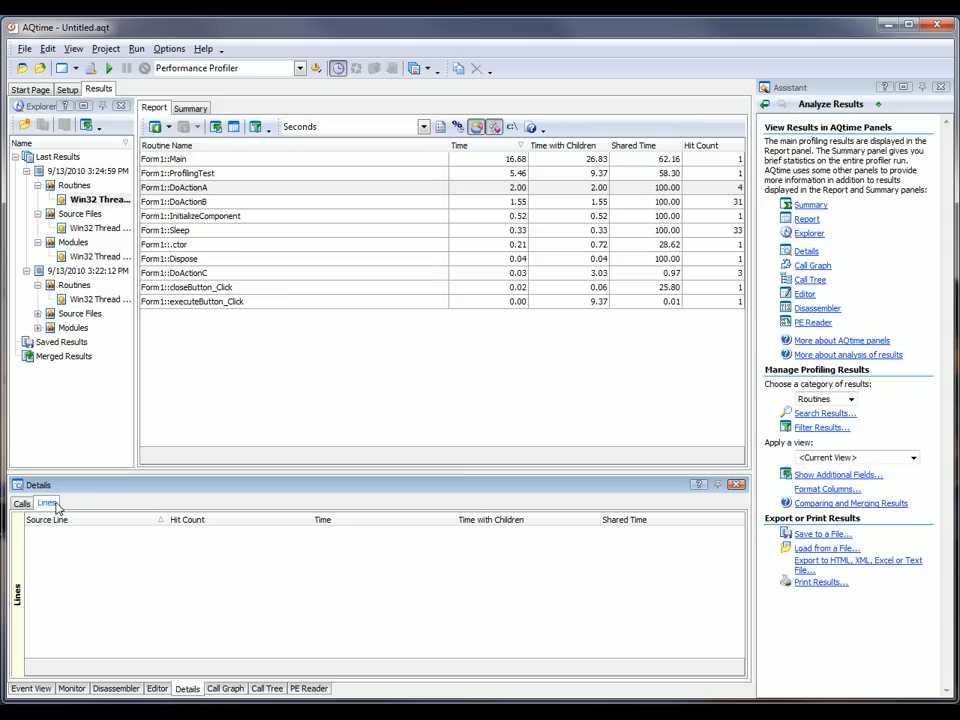 AQtime - Untitled.aqt
File Edit View Project Run Options Help
Performance Profiler
Start Page Setup Results
Explorer
Name
Last Results
9/13/2010 3:24:59 PM
Routines
Win32 Threa...
Source Files
Win32 Thread ...
Modules
Win32 Thread ...
9/13/2010 3:22:12 PM
Routines
Win32 Thread ...
Source Files
Modules
Saved Results
Merged Results
Report Summary
Seconds
Routine Name Time Time with Children Shared Time Hit Count
Form1::Main 16.68 26.83 62.16 1
Form1::ProfilingTest 5.46 9.37 58.30 1
Form1::DoActionA 2.00 2.00 100.00 4
Form1::DoActionB 1.55 1.55 100.00 31
Form1::InitializeComponent 0.52 0.52 100.00 1
Form1::Sleep 0.33 0.33 100.00 33
Form1::.ctor 0.21 0.72 28.62 1
Form1::Dispose 0.04 0.04 100.00 1
Form1::DoActionC 0.03 3.03 0.97 3
Form1::closeButton_Click 0.02 0.06 25.80 1
Form1::executeButton_Click 0.00 9.37 0.01 1
Details
Calls Lines
Source Line Hit Count Time Time with Children Shared Time
Lines
Event View Monitor Disassembler Editor Details Call Graph Call Tree PE Reader
Assistant
Analyze Results
View Results in AQtime Panels
The main profiling results are displayed in the Report panel. The Summary panel gives you
brief statistics on the entire profiler run.
AQtime uses some other panels to provide
more information in addition to results
displayed in the Report and Summary panels:
Summary
Report
Explorer
Details
Call Graph
Call Tree
Editor
Disassembler
PE Reader
More about AQtime panels
More about analysis of results
Manage Profiling Results
Choose a category of results:
Routines
Search Results...
Filter Results...
Apply a view:
<Current View>
Show Additional Fields...
Format Columns...
Comparing and Merging Results
Export or Print Results
Save to a File...
Load from a File...
Export to HTML, XML, Excel or Text
File...
Print Results...